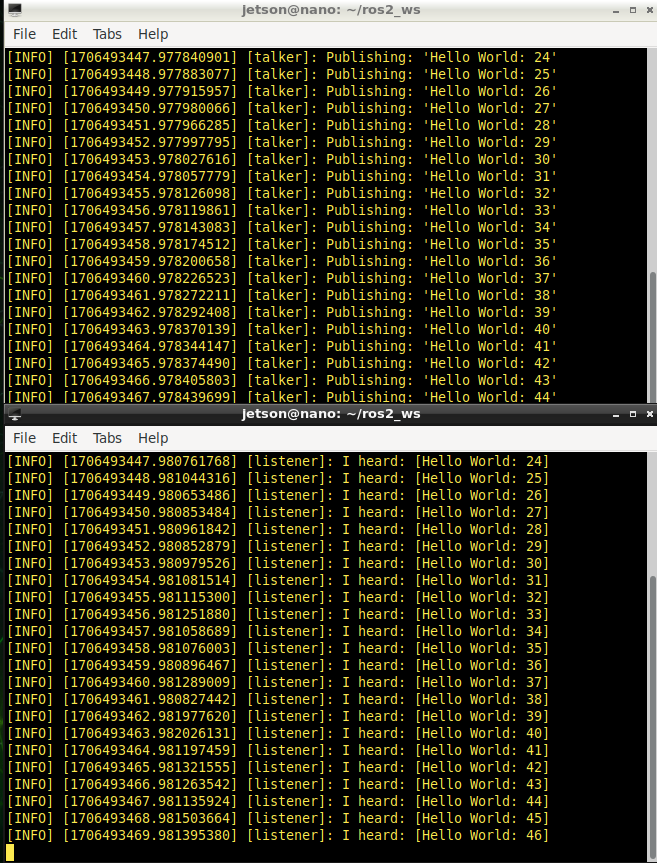 jetson@nano: ~/ros2_ws
File Edit Tabs Help
[INFO] [1706493447.977840901] [talker]: Publishing: 'Hello World: 24'
[INFO] [1706493448.977883077] [talker]: Publishing: 'Hello World: 25'
[INFO] [1706493449.977915957] [talker]: Publishing: 'Hello World: 26'
[INFO] [1706493450.977980066] [talker]: Publishing: 'Hello World: 27'
[INFO] [1706493451.977966285] [talker]: Publishing: 'Hello World: 28'
[INFO] [1706493452.977997795] [talker]: Publishing: 'Hello World: 29'
[INFO] [1706493453.978027616] [talker]: Publishing: 'Hello World: 30'
[INFO] [1706493454.978057779] [talker]: Publishing: 'Hello World: 31'
[INFO] [1706493455.978126098] [talker]: Publishing: 'Hello World: 32'
[INFO] [1706493456.978119861] [talker]: Publishing: 'Hello World: 33'
[INFO] [1706493457.978143083] [talker]: Publishing: 'Hello World: 34'
[INFO] [1706493458.978174512] [talker]: Publishing: 'Hello World: 35'
[INFO] [1706493459.978200658] [talker]: Publishing: 'Hello World: 36'
[INFO] [1706493460.978226523] [talker]: Publishing: 'Hello World: 37'
[INFO] [1706493461.978272211] [talker]: Publishing: 'Hello World: 38'
[INFO] [1706493462.978292408] [talker]: Publishing: 'Hello World: 39'
[INFO] [1706493463.978370139] [talker]: Publishing: 'Hello World: 40'
[INFO] [1706493464.978344147] [talker]: Publishing: 'Hello World: 41'
[INFO] [1706493465.978374490] [talker]: Publishing: 'Hello World: 42'
[INFO] [1706493466.978405803] [talker]: Publishing: 'Hello World: 43'
[INFO] [1706493467.978439699] [talker]: Publishing: 'Hello World: 44'
jetson@nano: ~/ros2_ws
File Edit Tabs Help
[INFO] [1706493447.980761768] [listener]: I heard: [Hello World: 24]
[INFO] [1706493448.981044316] [listener]: I heard: [Hello World: 25]
[INFO] [1706493449.980653486] [listener]: I heard: [Hello World: 26]
[INFO] [1706493450.980853484] [listener]: I heard: [Hello World: 27]
[INFO] [1706493451.980961842] [listener]: I heard: [Hello World: 28]
[INFO] [1706493452.980852879] [listener]: I heard: [Hello World: 29]
[INFO] [1706493453.980979526] [listener]: I heard: [Hello World: 30]
[INFO] [1706493454.981081514] [listener]: I heard: [Hello World: 31]
[INFO] [1706493455.981115300] [listener]: I heard: [Hello World: 32]
[INFO] [1706493456.981251880] [listener]: I heard: [Hello World: 33]
[INFO] [1706493457.981058689] [listener]: I heard: [Hello World: 34]
[INFO] [1706493458.981076003] [listener]: I heard: [Hello World: 35]
[INFO] [1706493459.980896467] [listener]: I heard: [Hello World: 36]
[INFO] [1706493460.981289009] [listener]: I heard: [Hello World: 37]
[INFO] [1706493461.980827442] [listener]: I heard: [Hello World: 38]
[INFO] [1706493462.981977620] [listener]: I heard: [Hello World: 39]
[INFO] [1706493463.982026131] [listener]: I heard: [Hello World: 40]
[INFO] [1706493464.981197459] [listener]: I heard: [Hello World: 41]
[INFO] [1706493465.981321555] [listener]: I heard: [Hello World: 42]
[INFO] [1706493466.981263542] [listener]: I heard: [Hello World: 43]
[INFO] [1706493467.981135924] [listener]: I heard: [Hello World: 44]
[INFO] [1706493468.981503664] [listener]: I heard: [Hello World: 45]
[INFO] [1706493469.981395380] [listener]: I heard: [Hello World: 46]